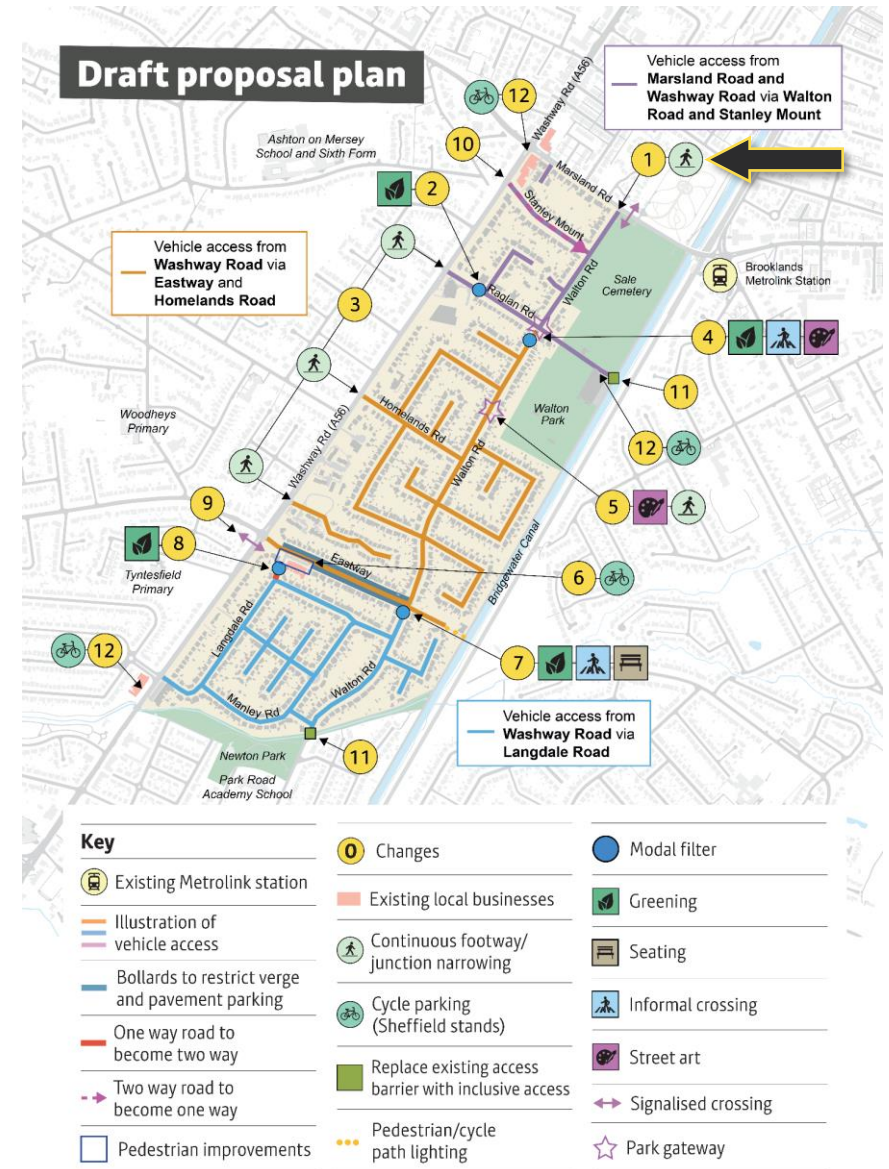 Draft proposal plan
Vehicle access from
Marsland Road and
Washway Road via Walton
Road and Stanley Mount
12
Washway Rd (A56)
Ashton on Mersey
School and Sixth Form
10
Marsland Rd
1
2
Stanley Mount
Vehicle access from
Washway Road via
Eastway and
Homelands Road
Walton Rd
Sale
Cemetery
Brooklands
Metrolink Station
3
Raglan Rd
4
11
Woodheys
Primary
Homelands Rd
Walton
Park
12
Washway Rd (A56)
Walton Rd
5
9
Bridgewater Canal
8
Eastway
6
Tyntesfield
Primary
Langdale Rd
12
7
Walton Rd
Manley Rd
Vehicle access from
Washway Road via
Langdale Road
Newton Park
11
Park Road
Academy School
Key
Existing Metrolink station
Illustration of
vehicle access
Bollards to restrict verge
and pavement parking
One way road to
become two way
Two way road to
become one way
Pedestrian improvements
0 Changes
Existing local businesses
Continuous footway/
junction narrowing
Cycle parking
(Sheffield stands)
Replace existing access
barrier with inclusive access
Pedestrian/cycle
path lighting
Modal filter
Greening
Seating
Informal crossing
Street art
Signalised crossing
Park gateway